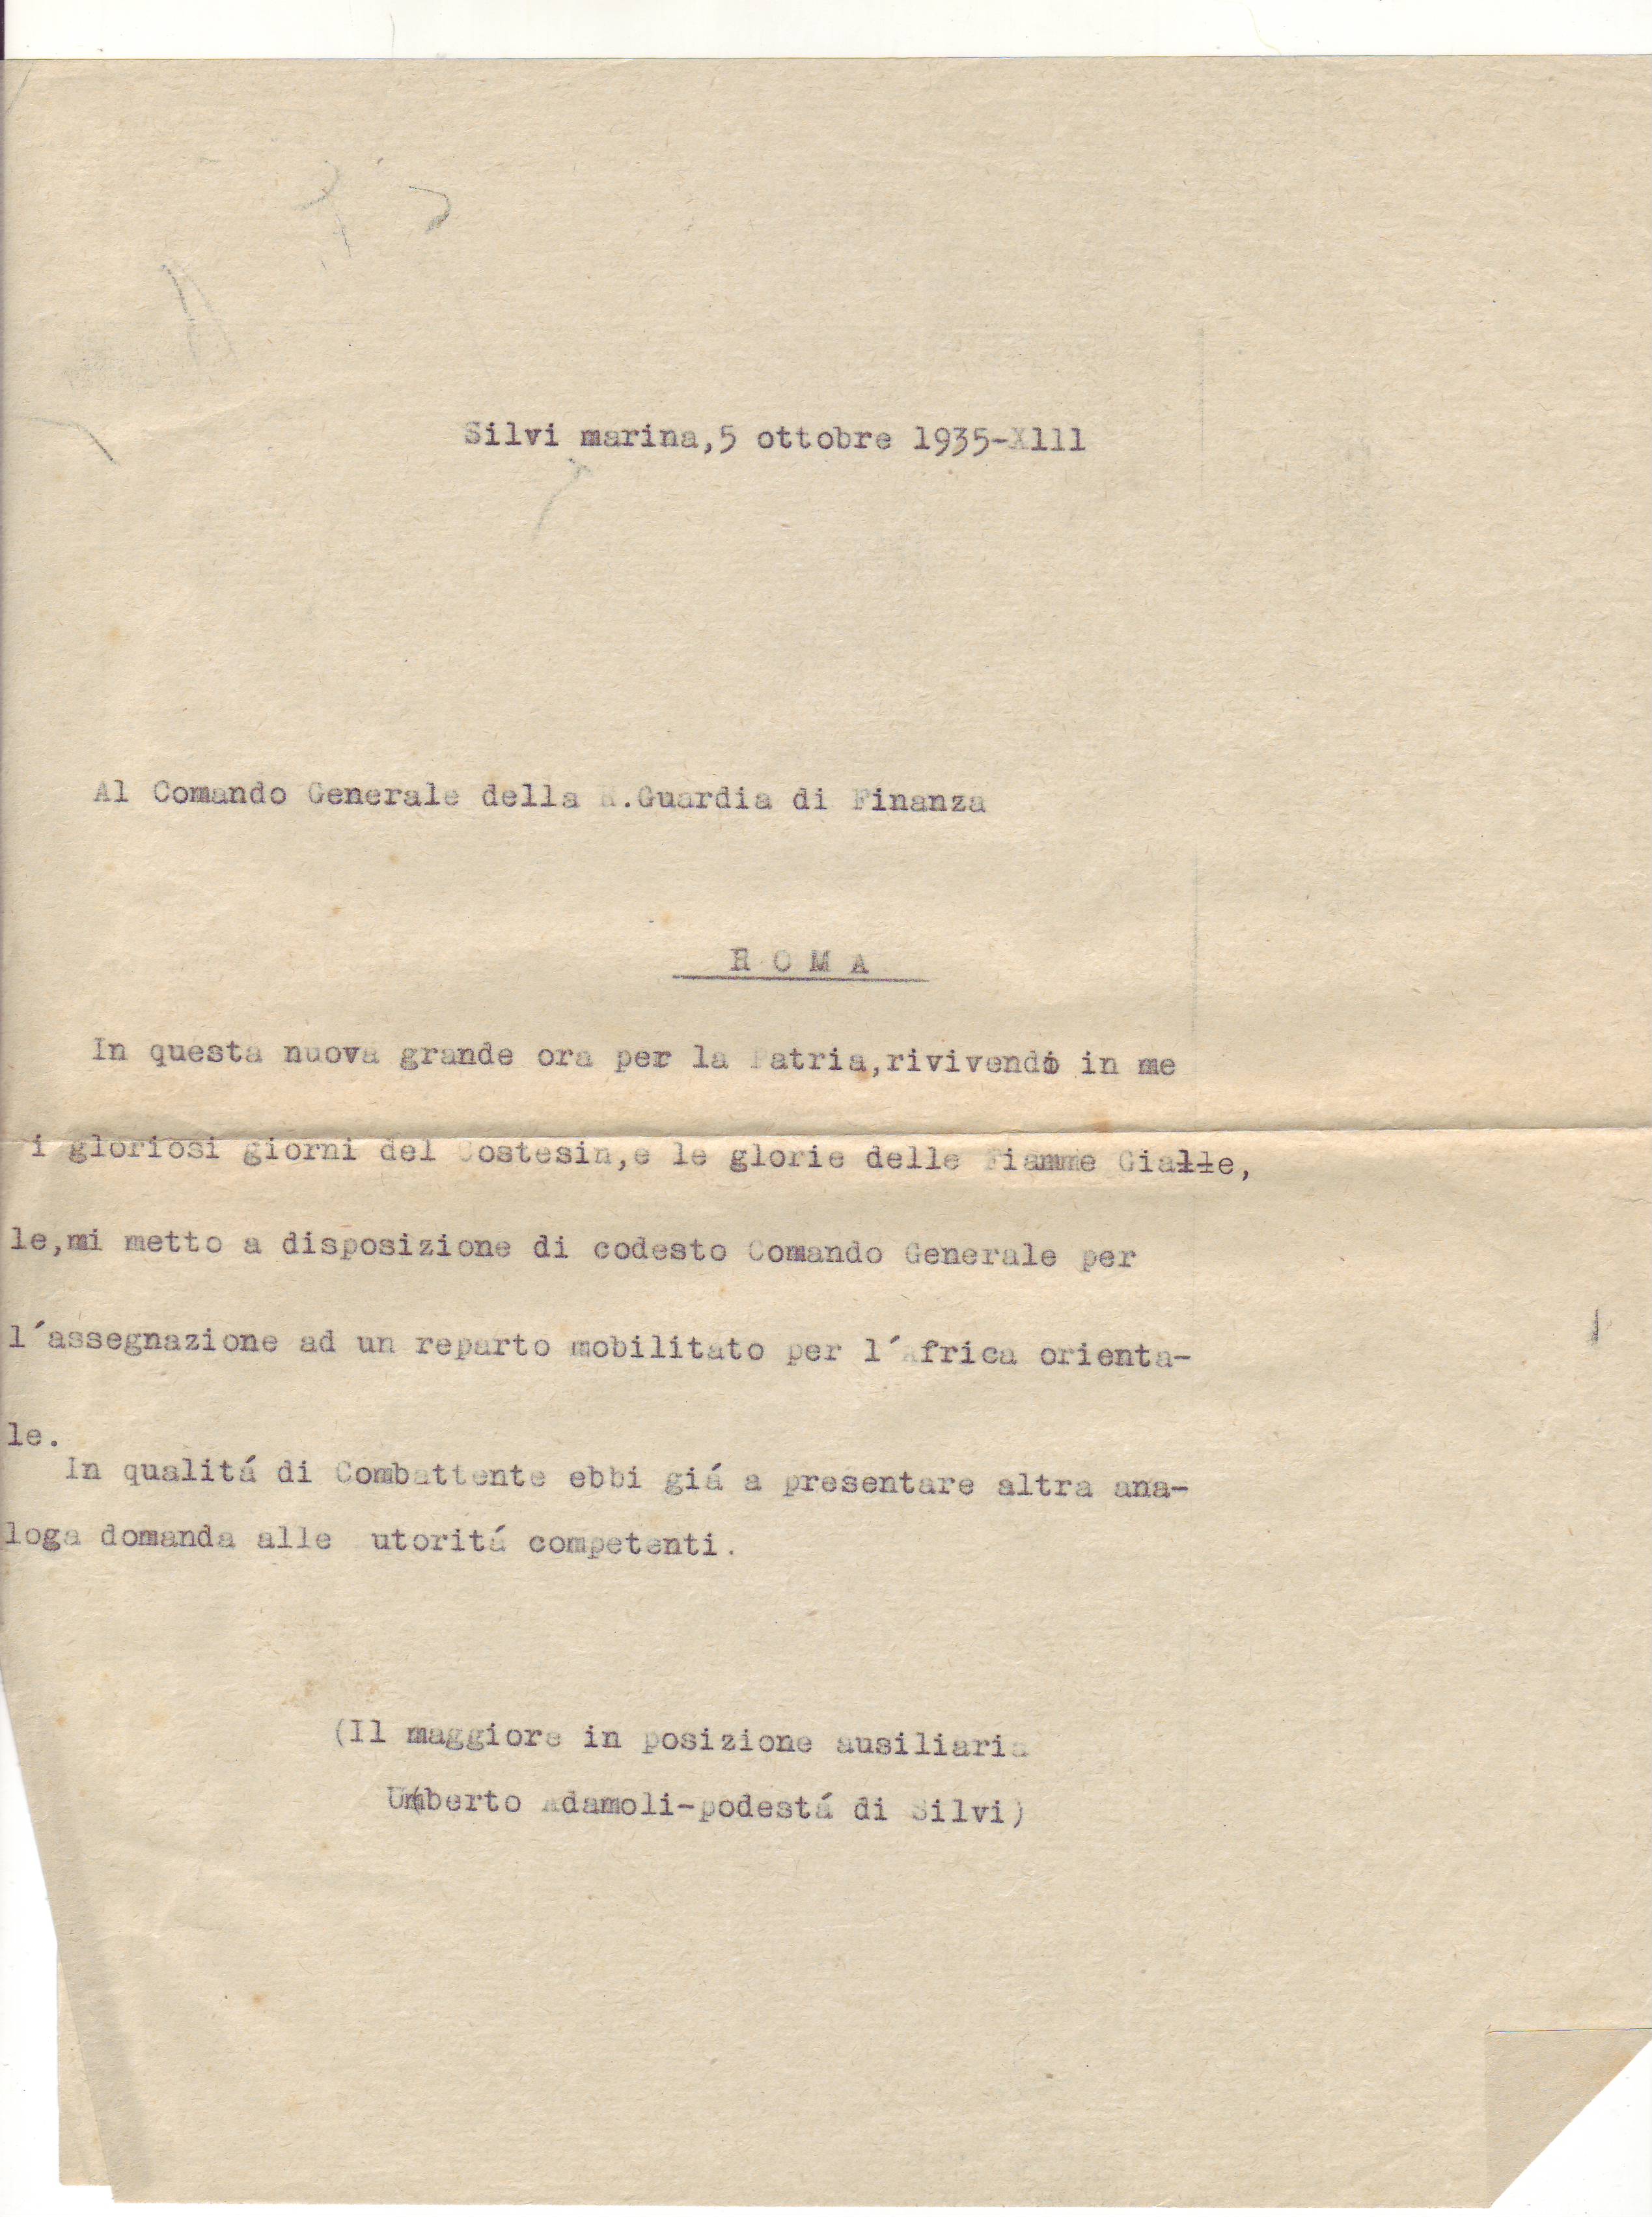 Silvi marina,5 ottobre 1935-Xlll
Al Comando Generale della R.Guardia di Finanza
R O M A
In questa nuova grande ora per la Patria,rivivendo in me
i gloriosi giorni del Costesin,e le glorie delle Fiamme Gialle,
le,mi metto a disposizione di codesto Comando Generale per
l´assegnazione ad un reparto mobilitato per l´Africa orienta-
le.
In qualitá di Combattente ebbi giá a presentare altra ana-
loga domanda alle utoritá competenti.
(Il maggiore in posizione ausiliaria
Umberto Adamoli-podestá di Silvi)